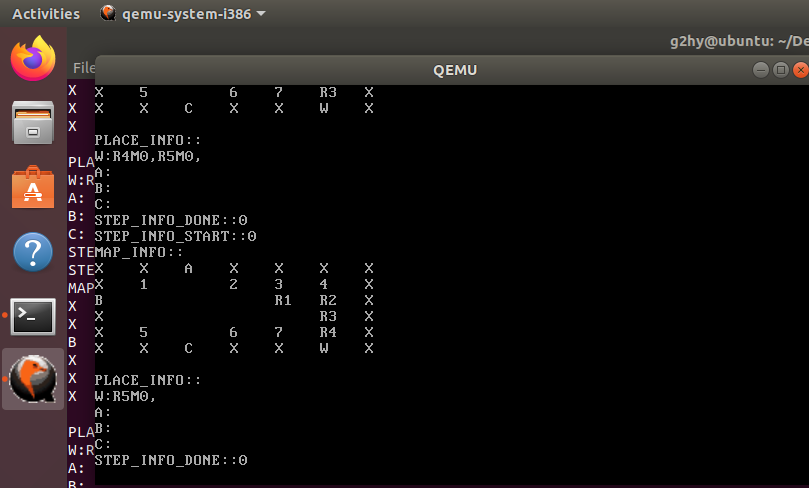 Activities qemu-system-i386
g2hy@ubuntu: ~/De
File
QEMU
X
X
X
PLA
W:R
A:
B:
C:
STE
STE
MAP
X
X
B
X
X
X
PLA
W:R
A:
B:
X 5 6 7 R3 X
X X C X X W X
PLACE_INFO::
W:R4M0,R5M0,
A:
B:
C:
STEP_INFO_DONE::0
STEP_INFO_START::0
MAP_INFO::
X X A X X X X
X 1 2 3 4 X
B R1 R2 X
X R3 X
X 5 6 7 R4 X
X X C X X W X
PLACE_INFO::
W:R5M0,
A:
B:
C:
STEP_INFO_DONE::0